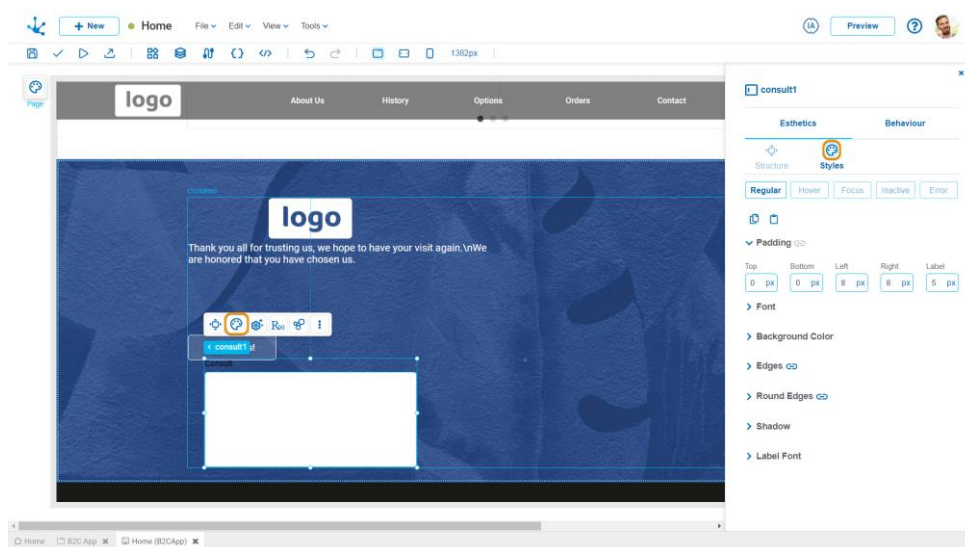 + New
Home
File
Edit
View
Tools
IA
Preview
?
</>
1382px
Page
logo
About Us
History
Options
Orders
Contact
Container
logo
Thank you all for trusting us, we hope to have your visit again.\nWe
are honored that you have chosen us.
consult1
Consult
consult1
Esthetics
Behaviour
Structure
Styles
Regular
Hover
Focus
Inactive
Error
Padding
Top
Bottom
Left
Right
Label
0 px
0 px
8 px
8 px
5 px
Font
Background Color
Edges
Round Edges
Shadow
Label Font
Home
B2C App
Home (B2CApp)